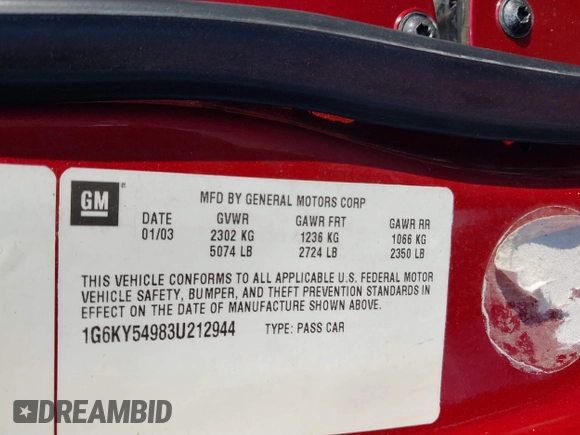 GM
MFD BY GENERAL MOTORS CORP
DATE GVWR GAWR FRT GAWR RR
01/03 2302 KG 1236 KG 1066 KG
5074 LB 2724 LB 2350 LB
THIS VEHICLE CONFORMS TO ALL APPLICABLE U.S. FEDERAL MOTOR
VEHICLE SAFETY, BUMPER, AND THEFT PREVENTION STANDARDS IN
EFFECT ON THE DATE OF MANUFACTURE SHOWN ABOVE.
1G6KY54983U212944 TYPE: PASS CAR
DREAMBID